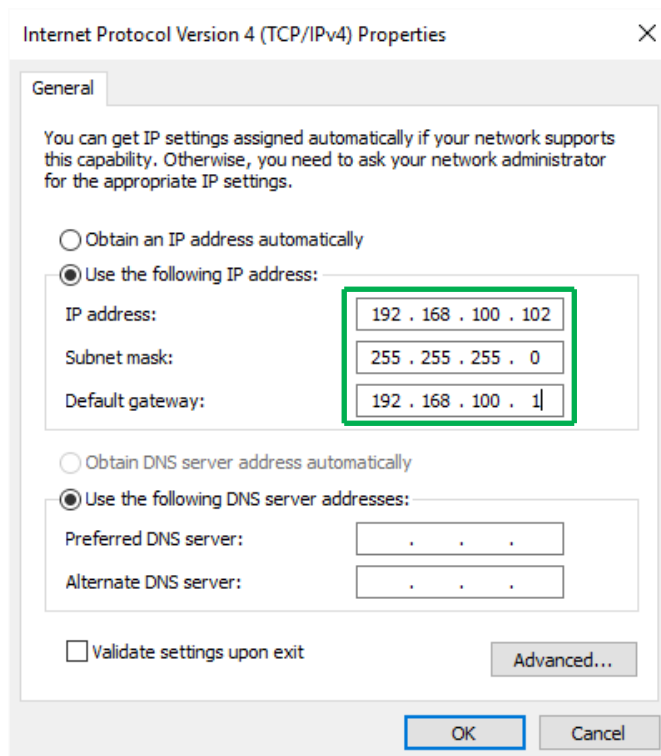 Internet Protocol Version 4 (TCP/IPv4) Properties
General
You can get IP settings assigned automatically if your network supports
this capability. Otherwise, you need to ask your network administrator
for the appropriate IP settings.
Obtain an IP address automatically
Use the following IP address:
IP address: 192 . 168 . 100 . 102
Subnet mask: 255 . 255 . 255 . 0
Default gateway: 192 . 168 . 100 . 1
Obtain DNS server address automatically
Use the following DNS server addresses:
Preferred DNS server: . . .
Alternate DNS server: . . .
Validate settings upon exit
Advanced...
OK Cancel